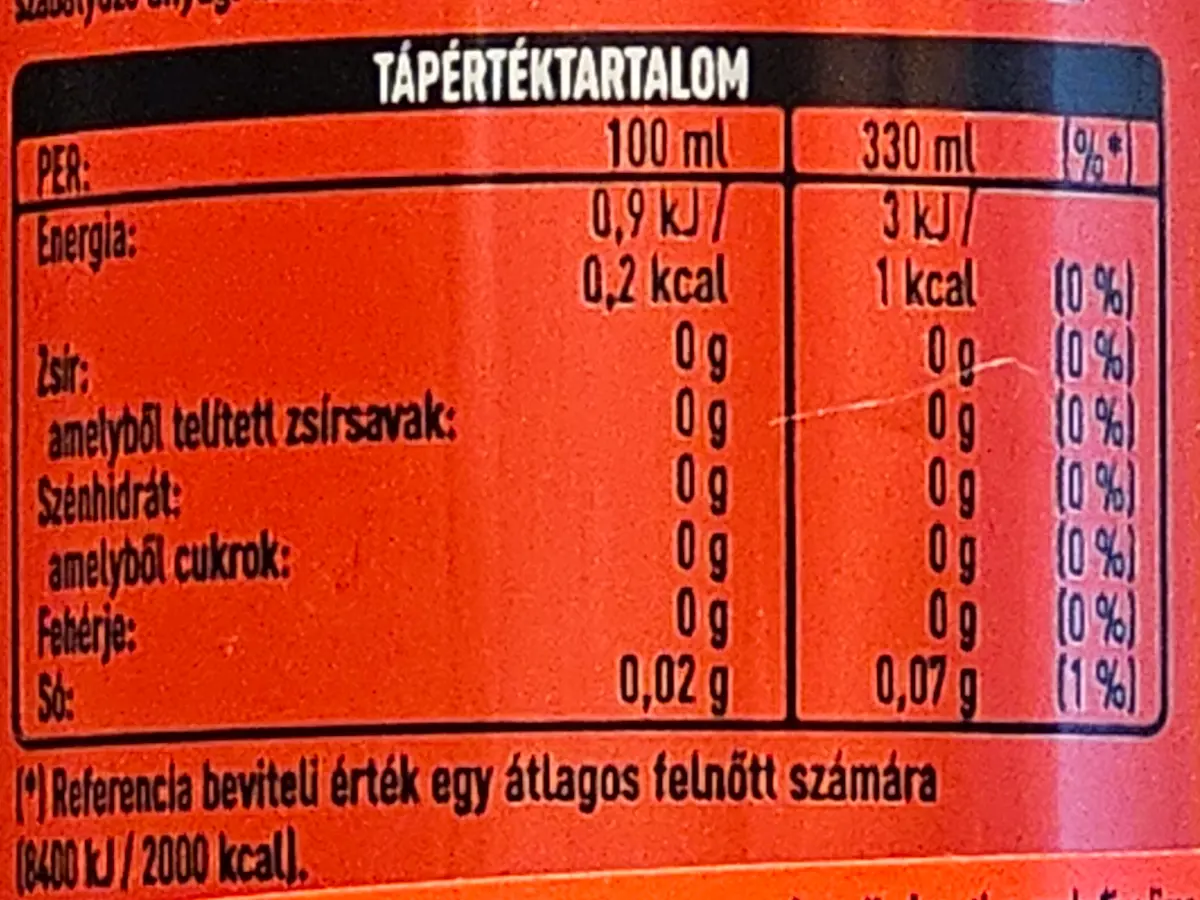 TÁPÉRTÉKTARTALOM
PER: 100 ml 330 ml (%*)
Energia: 0,9 kJ / 3 kJ /
0,2 kcal 1 kcal (0 %)
Zsír: 0 g 0 g (0 %)
amelyből telített zsírsavak: 0 g 0 g (0 %)
Szénhidrát: 0 g 0 g (0 %)
amelyből cukrok: 0 g 0 g (0 %)
Fehérje: 0 g 0 g (0 %)
Só: 0,02 g 0,07 g (1 %)
(*) Referencia beviteli érték egy átlagos felnőtt számára
(8400 kJ / 2000 kcal).